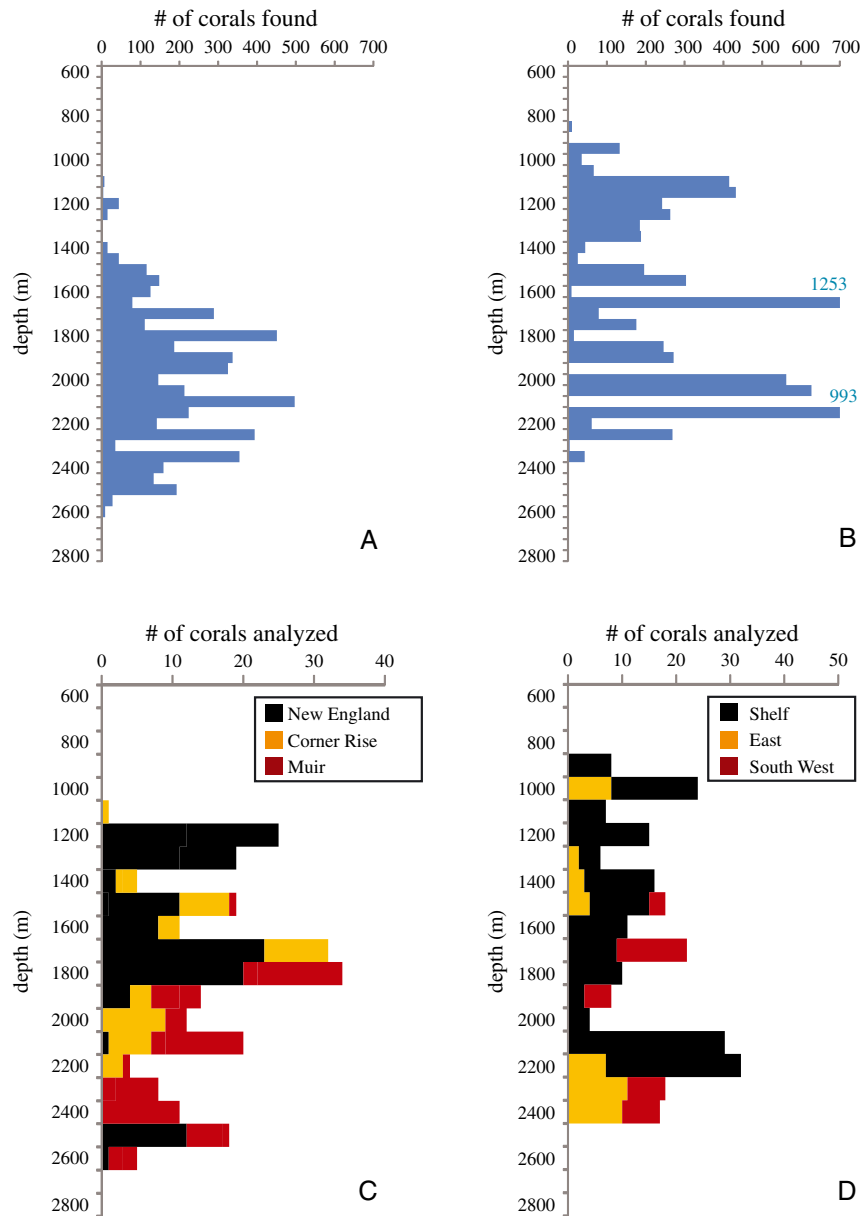 # of corals found
0 100 200 300 400 500 600 700
600
800
1000
1200
1400
1600
1800
2000
2200
2400
2600
2800
depth (m)
A
# of corals found
0 100 200 300 400 500 600 700
600
800
1000
1200
1400
1600
1800
2000
2200
2400
2600
2800
depth (m)
1253
993
B
# of corals analyzed
0 10 20 30 40
600
800
1000
1200
1400
1600
1800
2000
2200
2400
2600
2800
depth (m)
New England
Corner Rise
Muir
C
# of corals analyzed
0 10 20 30 40 50
600
800
1000
1200
1400
1600
1800
2000
2200
2400
2600
2800
depth (m)
Shelf
East
South West
D